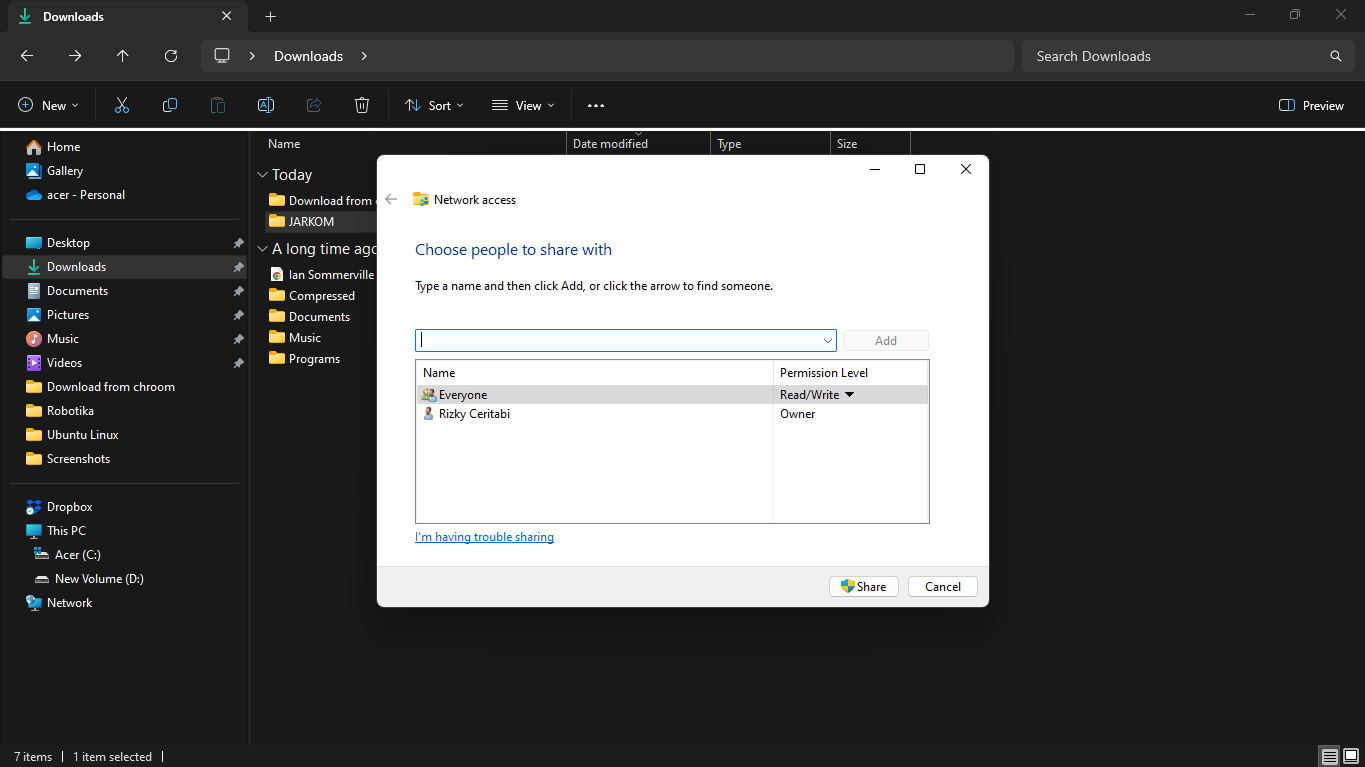 Downloads
Downloads
Search Downloads
New
Sort
View
Preview
Home
Gallery
acer - Personal
Desktop
Downloads
Documents
Pictures
Music
Videos
Download from chroom
Robotika
Ubuntu Linux
Screenshots
Dropbox
This PC
Acer (C:)
New Volume (D:)
Network
Name Date modified Type Size
Today
Download from
JARKOM
A long time ago
Ian Sommerville
Compressed
Documents
Music
Programs
Network access
Choose people to share with
Type a name and then click Add, or click the arrow to find someone.
Add
Name Permission Level
Everyone Read/Write
Rizky Ceritabi Owner
I'm having trouble sharing
Share Cancel
7 items 1 item selected